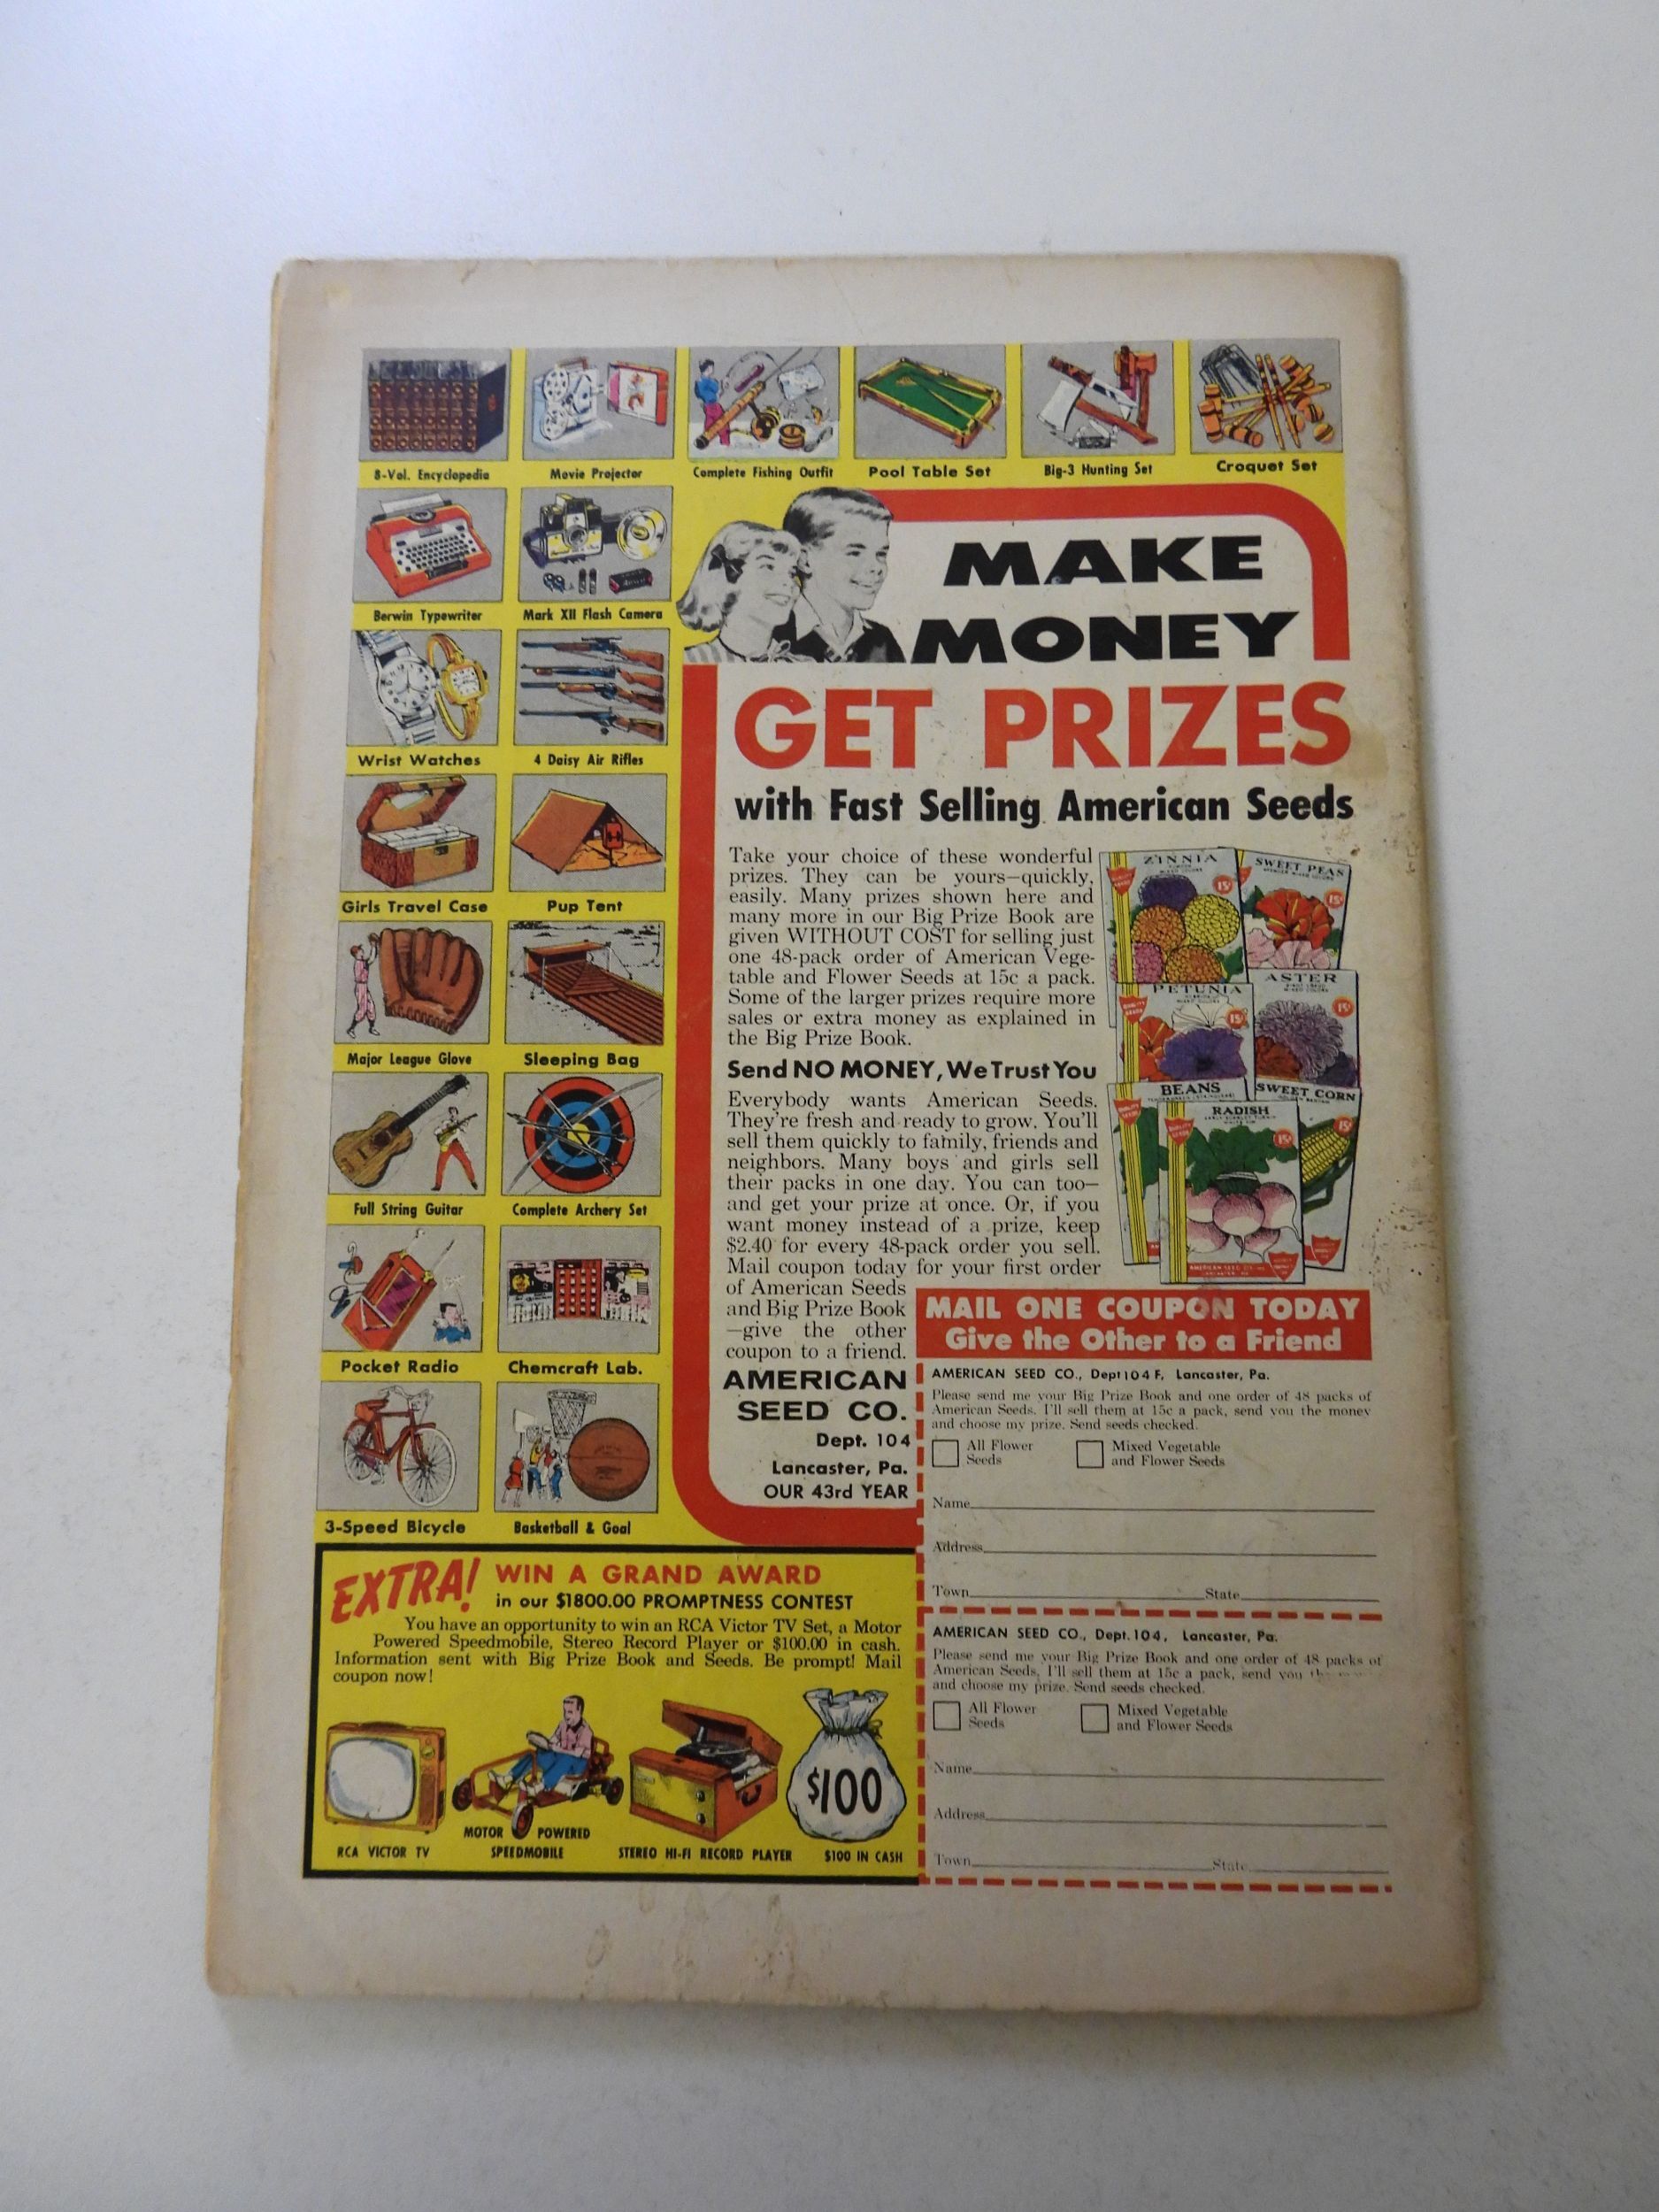 8-Vol. Encyclopedia
Movie Projector
Complete Fishing Outfit
Pool Table Set
Big-3 Hunting Set
Croquet Set
Berwin Typewriter
Mark XII Flash Camera
Wrist Watches
4 Daisy Air Rifles
Girls Travel Case
Pup Tent
Major League Glove
Sleeping Bag
Full String Guitar
Complete Archery Set
Pocket Radio
Chemcraft Lab.
3-Speed Bicycle
Basketball & Goal
MAKE
MONEY
GET PRIZES
with Fast Selling American Seeds
Take your choice of these wonderful
prizes. They can be yours—quickly,
easily. Many prizes shown here and
many more in our Big Prize Book are
given WITHOUT COST for selling just
one 48-pack order of American Vege-
table and Flower Seeds at 15c a pack.
Some of the larger prizes require more
sales or extra money as explained in
the Big Prize Book.
Send NO MONEY, We Trust You
Everybody wants American Seeds.
They're fresh and ready to grow. You'll
sell them quickly to family, friends and
neighbors. Many boys and girls sell
their packs in one day. You can too—
and get your prize at once. Or, if you
want money instead of a prize, keep
$2.40 for every 48-pack order you sell.
Mail coupon today for your first order
of American Seeds
and Big Prize Book
—give the other
coupon to a friend.
AMERICAN
SEED CO.
Dept. 104
Lancaster, Pa.
OUR 43rd YEAR
ZINNIA
15¢
SWEET PEAS
15¢
PETUNIA
15¢
ASTER
15¢
BEANS
SWEET CORN
15¢
RADISH
15¢
MAIL ONE COUPON TODAY
Give the Other to a Friend
AMERICAN SEED CO., Dept 104 F, Lancaster, Pa.
Please send me your Big Prize Book and one order of 48 packs of
American Seeds. I'll sell them at 15c a pack, send you the money
and choose my prize. Send seeds checked.
All Flower
Seeds
Mixed Vegetable
and Flower Seeds
Name
Address
Town State
AMERICAN SEED CO., Dept. 104, Lancaster, Pa.
Please send me your Big Prize Book and one order of 48 packs of
American Seeds, I'll sell them at 15c a pack, send you
and choose my prize. Send seeds checked.
All Flower
Seeds
Mixed Vegetable
and Flower Seeds
Name
Address
Town State
EXTRA! WIN A GRAND AWARD
in our $1800.00 PROMPTNESS CONTEST
You have an opportunity to win an RCA Victor TV Set, a Motor
Powered Speedmobile, Stereo Record Player or $100.00 in cash.
Information sent with Big Prize Book and Seeds. Be prompt! Mail
coupon now!
$100
RCA VICTOR TV
MOTOR POWERED
SPEEDMOBILE
STEREO HI-FI RECORD PLAYER
$100 IN CASH